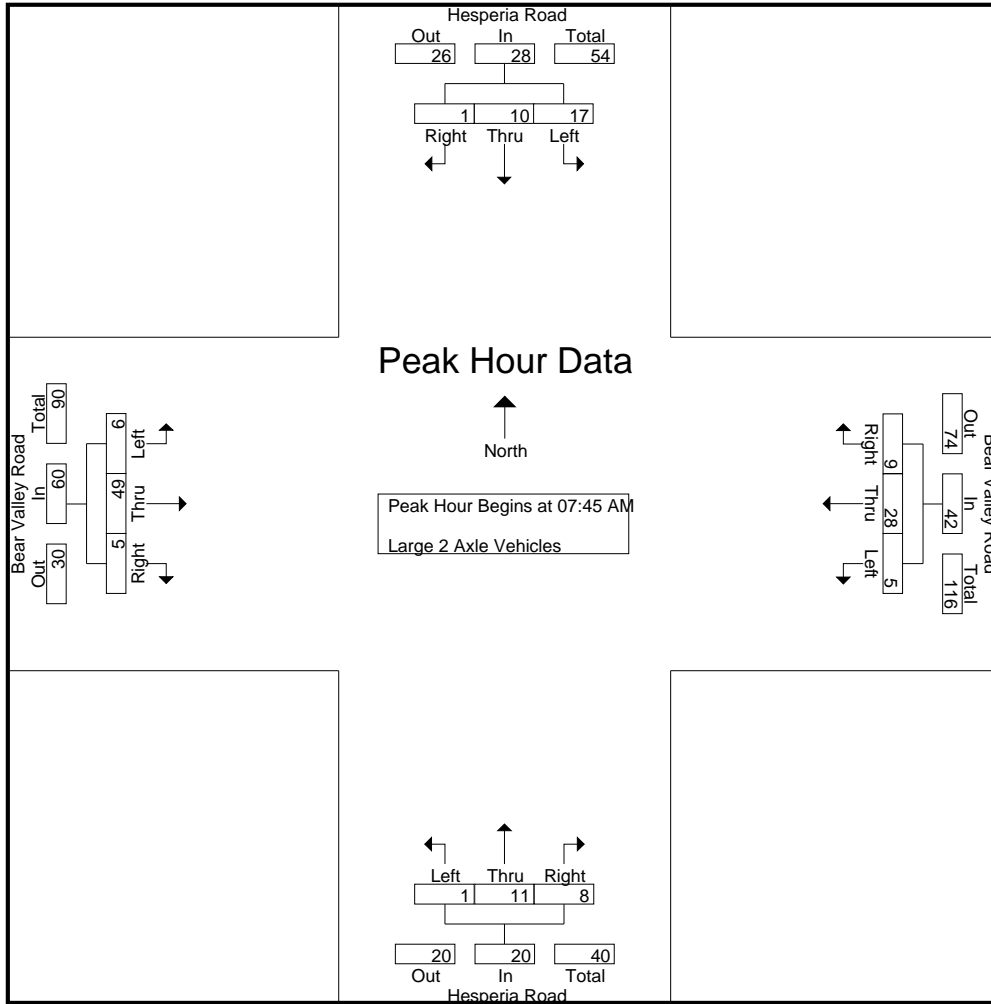 Hesperia Road
Out In Total
26 28 54
1 10 17
Right Thru Left
Peak Hour Data
North
Peak Hour Begins at 07:45 AM
Large 2 Axle Vehicles
Bear Valley Road
Total In Out
90 60 30
6 49 5
Left Thru Right
Bear Valley Road
Out In Total
74 42 116
9 28 5
Right Thru Left
Left Thru Right
1 11 8
20 20 40
Out In Total
Hesperia Road